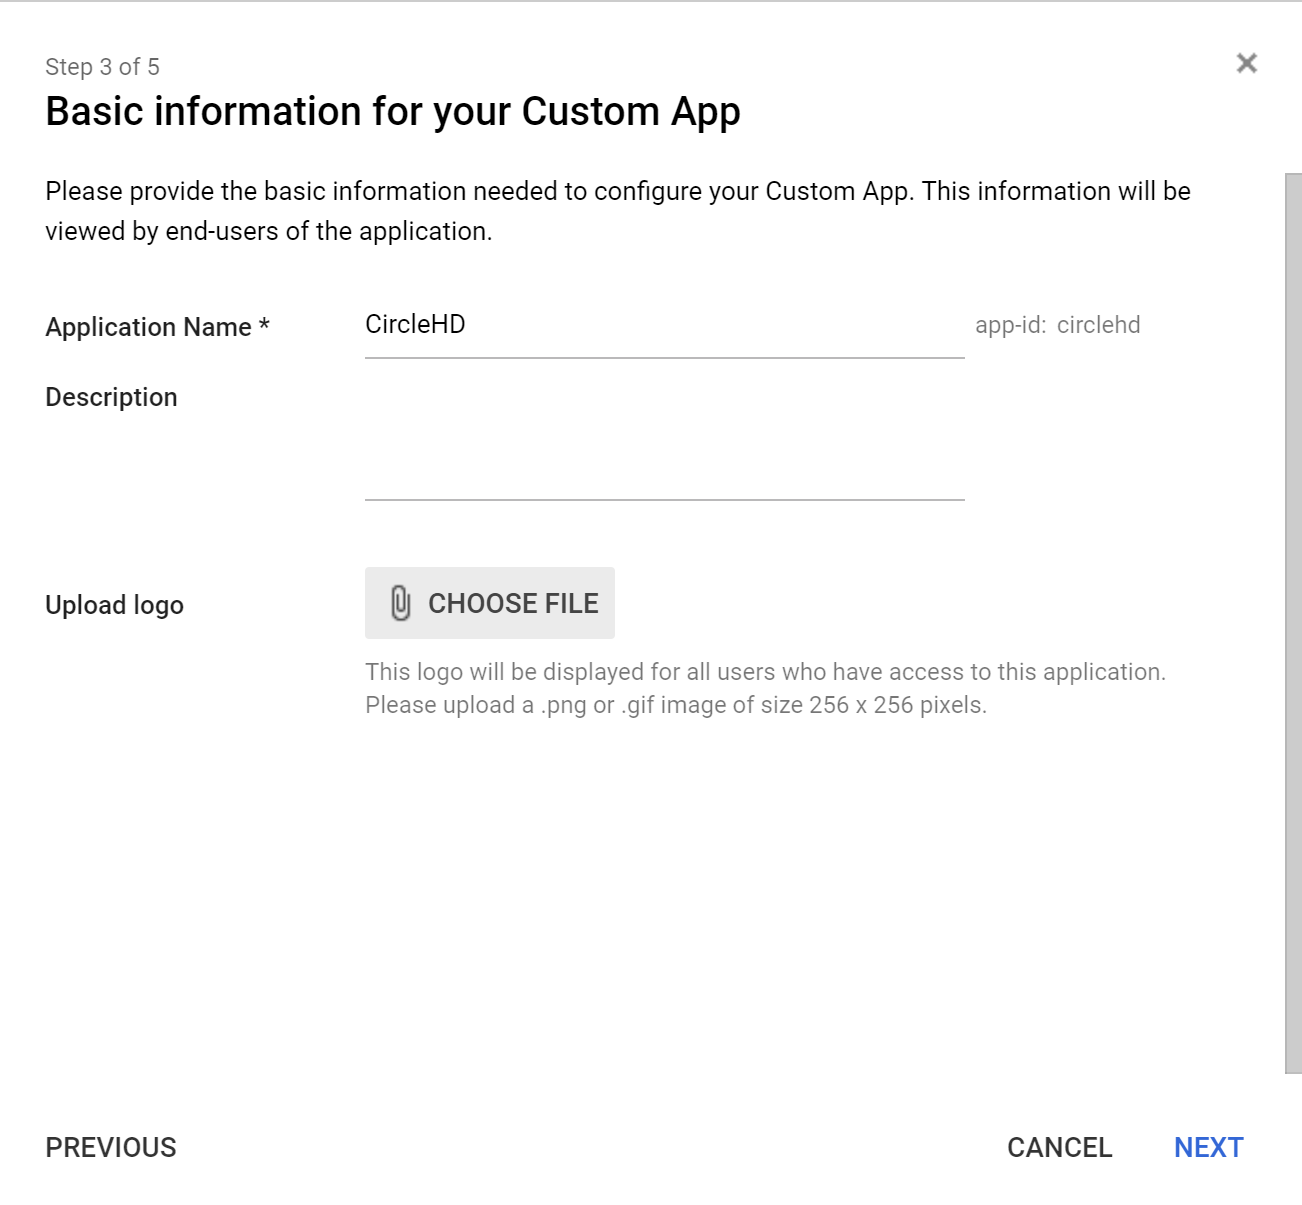 Step 3 of 5
Basic information for your Custom App
Please provide the basic information needed to configure your Custom App. This information will be
viewed by end-users of the application.
Application Name * CircleHD app-id: circlehd
Description
Upload logo CHOOSE FILE
This logo will be displayed for all users who have access to this application.
Please upload a .png or .gif image of size 256 x 256 pixels.
PREVIOUS CANCEL NEXT